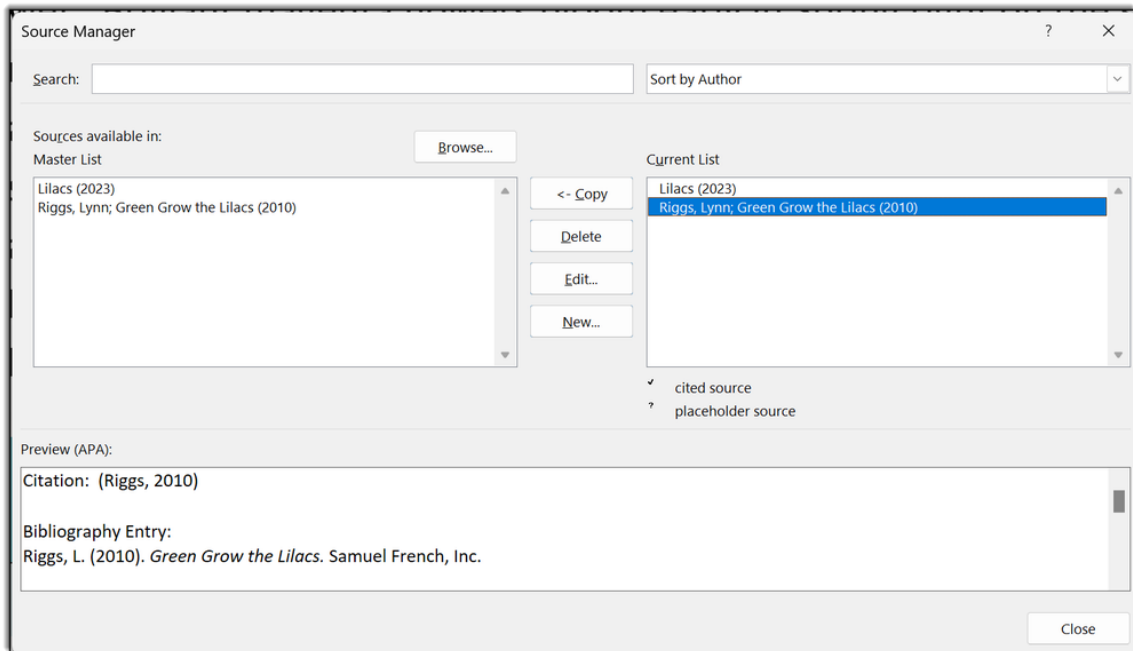 Source Manager
?
Search:
Sort by Author
Sources available in:
Master List
Browse...
Current List
Lilacs (2023)
Riggs, Lynn; Green Grow the Lilacs (2010)
<- Copy
Delete
Edit...
New...
Lilacs (2023)
Riggs, Lynn; Green Grow the Lilacs (2010)
cited source
? placeholder source
Preview (APA):
Citation: (Riggs, 2010)
Bibliography Entry:
Riggs, L. (2010). Green Grow the Lilacs. Samuel French, Inc.
Close